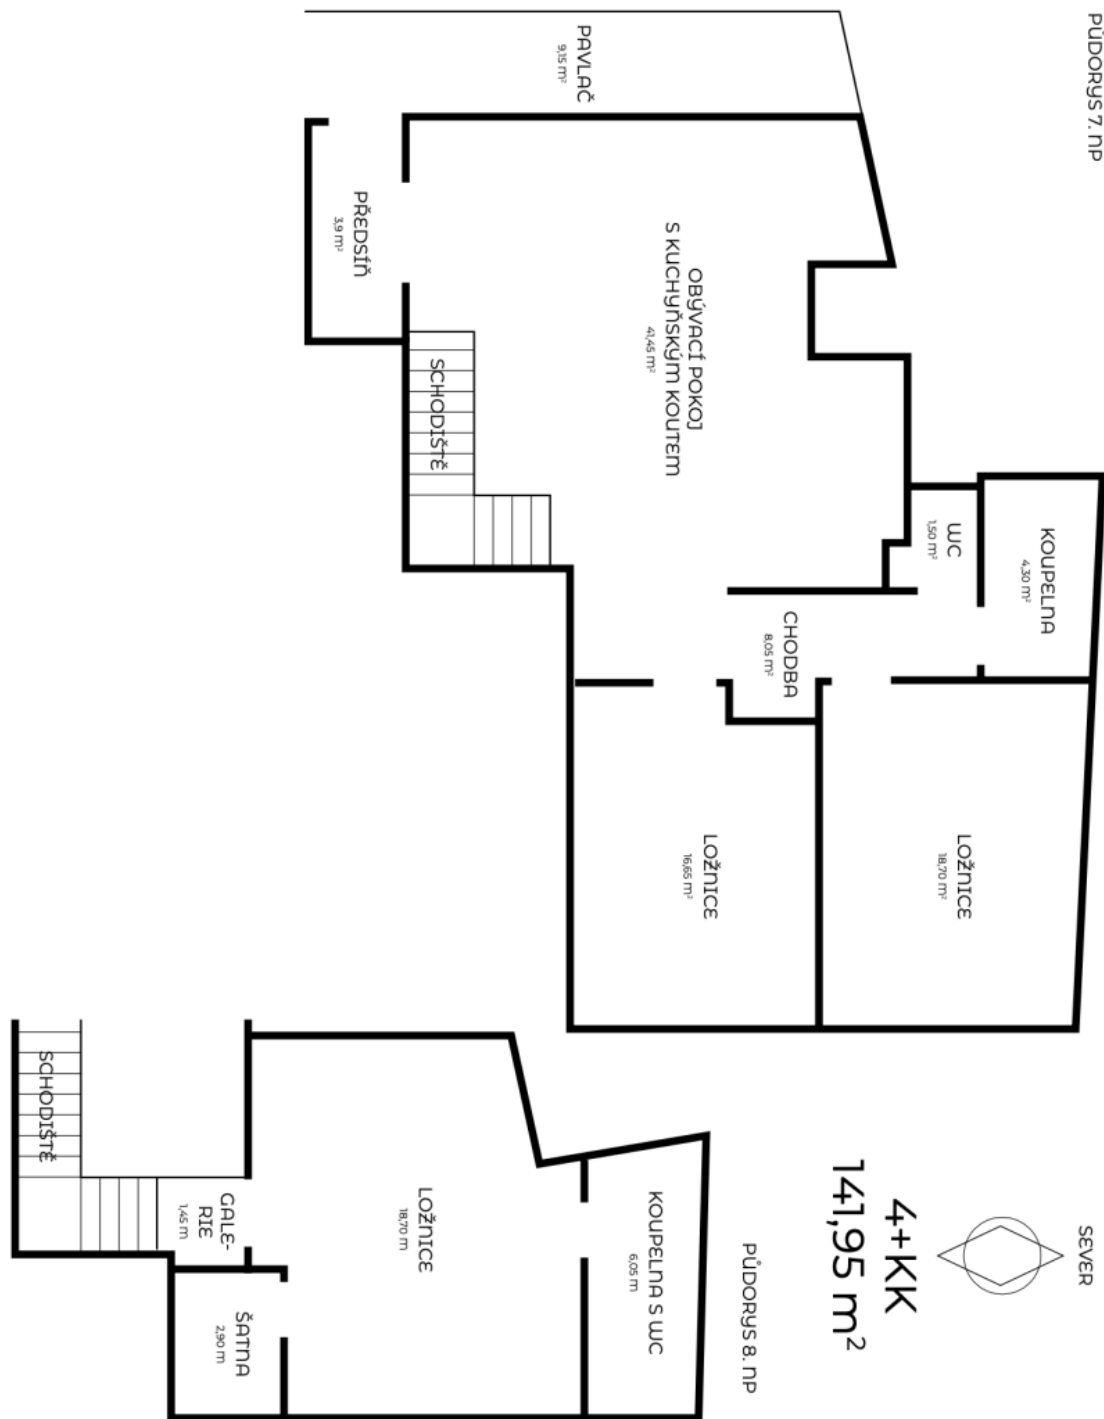 PŮDORYS 7. NP
PAVLAČ
9,15 m²
PŘEDSÍŇ
3,9 m²
OBÝVACÍ POKOJ
S KUCHYŇSKÝM KOUTEM
41,45 m²
SCHODIŠTĚ
WC
1,50 m²
KOUPELNA
4,30 m²
CHODBA
8,05 m²
LOŽNICE
16,65 m²
LOŽNICE
18,70 m²
SEVER
4+KK
141,95 m²
PŮDORYS 8. NP
SCHODIŠTĚ
GALE-
RIE
1,45 m
LOŽNICE
18,70 m
KOUPELNA S WC
6,05 m
ŠATNA
2,90 m